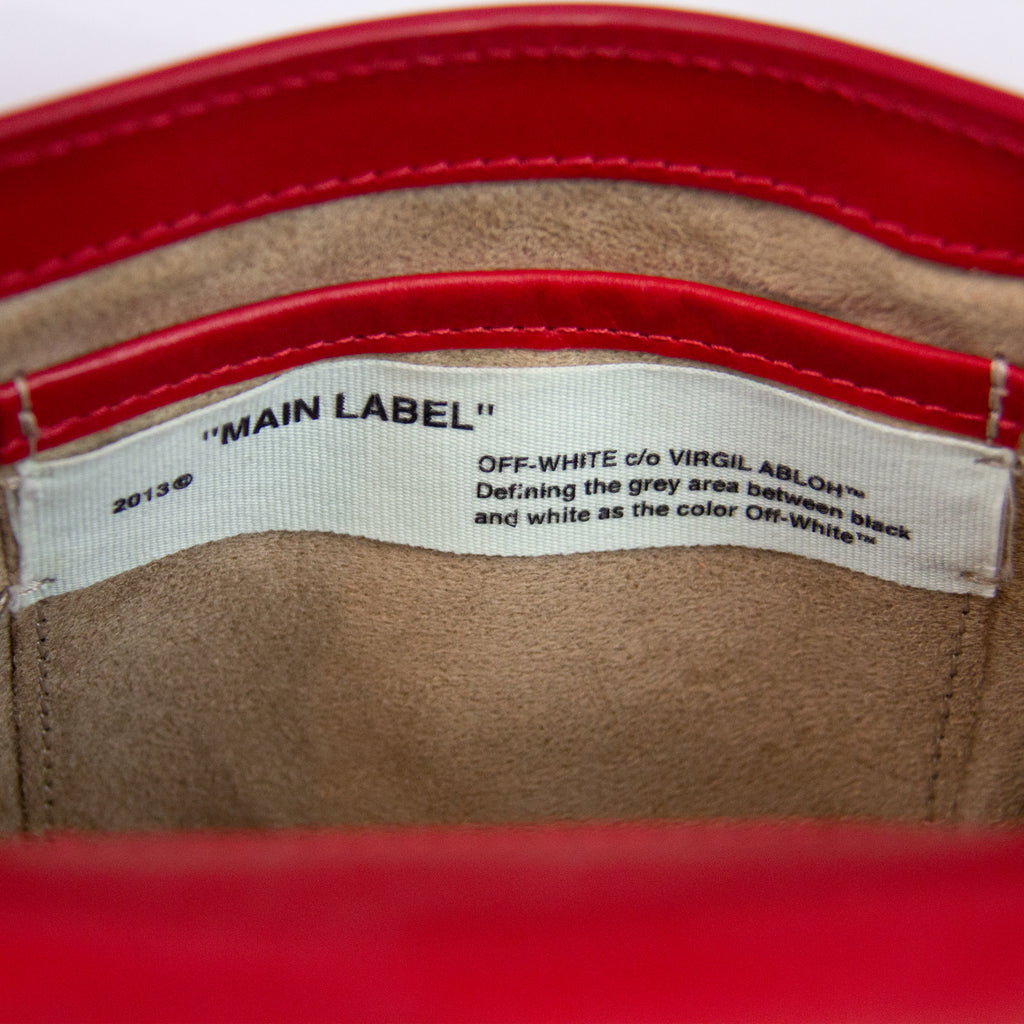 "MAIN LABEL"
2013®
OFF-WHITE c/o VIRGIL ABLOH™
Defining the grey area between black
and white as the color Off-White™